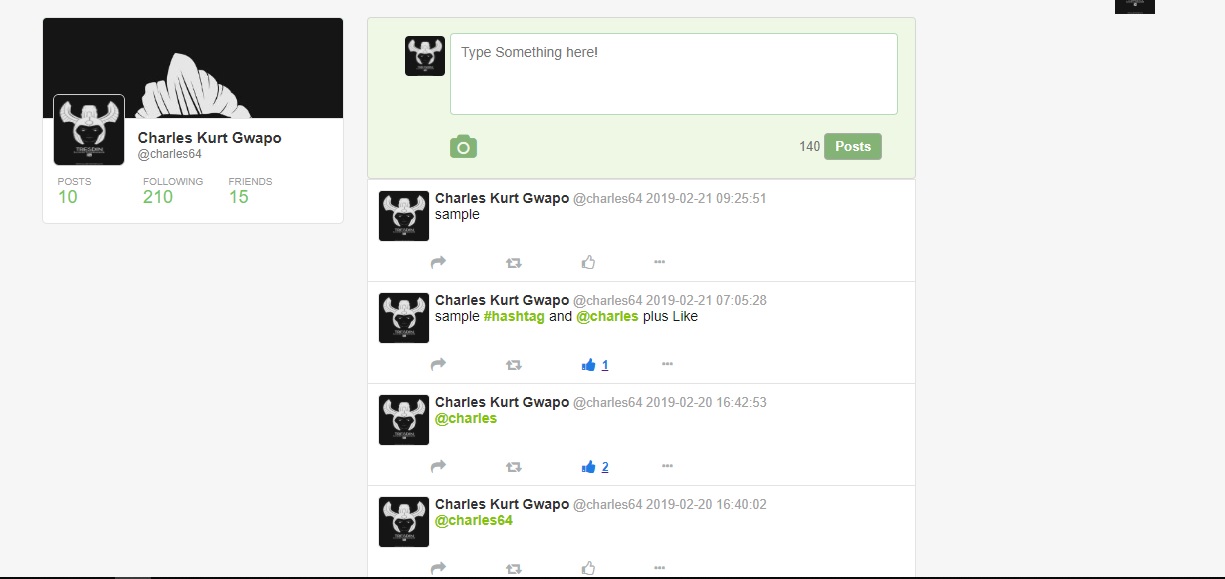 TRESDIN
Charles Kurt Gwapo
@charles64
POSTS FOLLOWING FRIENDS
10 210 15
Type Something here!
140 Posts
Charles Kurt Gwapo @charles64 2019-02-21 09:25:51
sample
Charles Kurt Gwapo @charles64 2019-02-21 07:05:28
sample #hashtag and @charles plus Like
1
Charles Kurt Gwapo @charles64 2019-02-20 16:42:53
@charles
2
Charles Kurt Gwapo @charles64 2019-02-20 16:40:02
@charles64